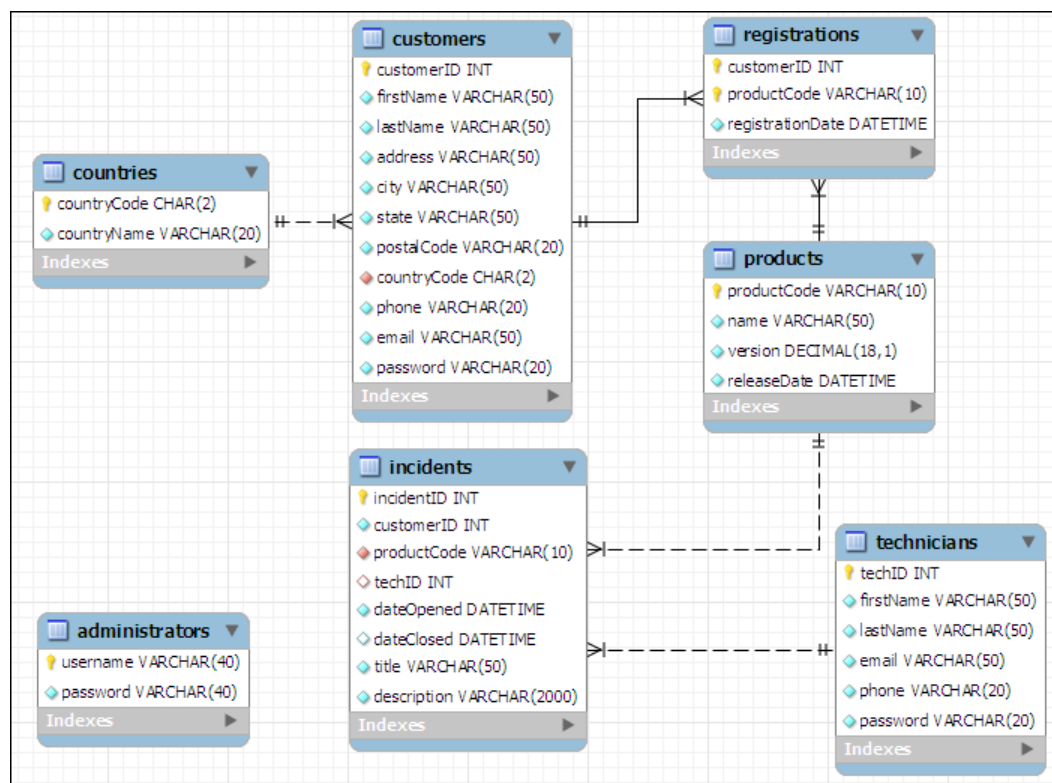 customers
customerID INT
firstName VARCHAR(50)
lastName VARCHAR(50)
address VARCHAR(50)
city VARCHAR(50)
state VARCHAR(50)
postalCode VARCHAR(20)
countryCode CHAR(2)
phone VARCHAR(20)
email VARCHAR(50)
password VARCHAR(20)
Indexes
registrations
customerID INT
productCode VARCHAR(10)
registrationDate DATETIME
Indexes
countries
countryCode CHAR(2)
countryName VARCHAR(20)
Indexes
products
productCode VARCHAR(10)
name VARCHAR(50)
version DECIMAL(18,1)
releaseDate DATETIME
Indexes
incidents
incidentID INT
customerID INT
productCode VARCHAR(10)
techID INT
dateOpened DATETIME
dateClosed DATETIME
title VARCHAR(50)
description VARCHAR(2000)
Indexes
technicians
techID INT
firstName VARCHAR(50)
lastName VARCHAR(50)
email VARCHAR(50)
phone VARCHAR(20)
password VARCHAR(20)
Indexes
administrators
username VARCHAR(40)
password VARCHAR(40)
Indexes